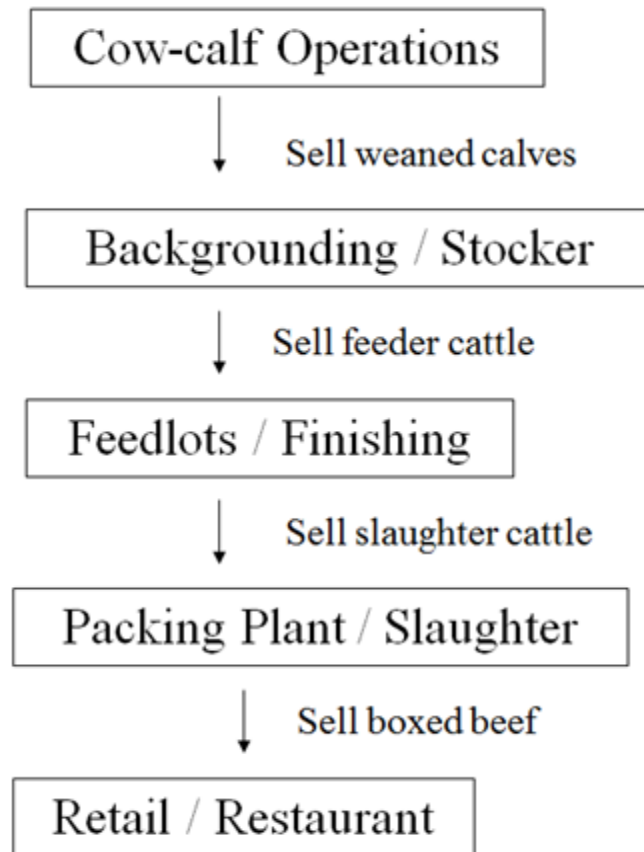 Cow-calf Operations
Sell weaned calves
Backgrounding / Stocker
Sell feeder cattle
Feedlots / Finishing
Sell slaughter cattle
Packing Plant / Slaughter
Sell boxed beef
Retail / Restaurant